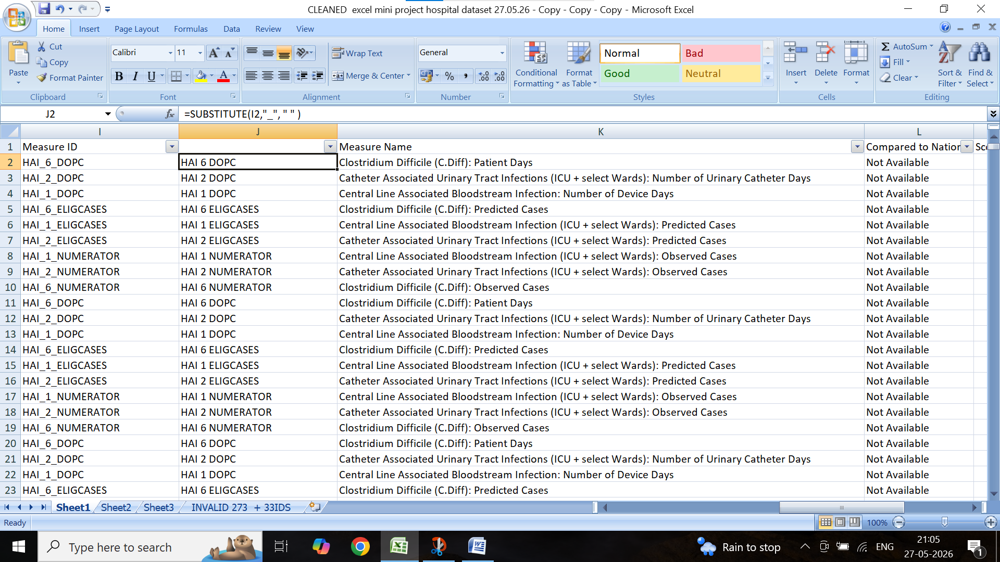 CLEANED excel mini project hospital dataset 27.05.26 - Copy - Copy - Copy - Microsoft Excel
Home Insert Page Layout Formulas Data Review View
Paste Cut Copy Format Painter Clipboard
Calibri 11 B I U A Font
Wrap Text Merge & Center Alignment
General % , Number
Conditional Formatting Format as Table Normal Bad Good Neutral Styles
Insert Delete Format Cells
Σ AutoSum Fill Clear Sort & Filter Find & Select Editing
J2 fx =SUBSTITUTE(I2,"_"," " )
I J K L
1 Measure ID Measure Name Compared to Nation Sc
2 HAI_6_DOPC HAI 6 DOPC Clostridium Difficile (C.Diff): Patient Days Not Available
3 HAI_2_DOPC HAI 2 DOPC Catheter Associated Urinary Tract Infections (ICU + select Wards): Number of Urinary Catheter Days Not Available
4 HAI_1_DOPC HAI 1 DOPC Central Line Associated Bloodstream Infection: Number of Device Days Not Available
5 HAI_6_ELIGCASES HAI 6 ELIGCASES Clostridium Difficile (C.Diff): Predicted Cases Not Available
6 HAI_1_ELIGCASES HAI 1 ELIGCASES Central Line Associated Bloodstream Infection (ICU + select Wards): Predicted Cases Not Available
7 HAI_2_ELIGCASES HAI 2 ELIGCASES Catheter Associated Urinary Tract Infections (ICU + select Wards): Predicted Cases Not Available
8 HAI_1_NUMERATOR HAI 1 NUMERATOR Central Line Associated Bloodstream Infection (ICU + select Wards): Observed Cases Not Available
9 HAI_2_NUMERATOR HAI 2 NUMERATOR Catheter Associated Urinary Tract Infections (ICU + select Wards): Observed Cases Not Available
10 HAI_6_NUMERATOR HAI 6 NUMERATOR Clostridium Difficile (C.Diff): Observed Cases Not Available
11 HAI_6_DOPC HAI 6 DOPC Clostridium Difficile (C.Diff): Patient Days Not Available
12 HAI_2_DOPC HAI 2 DOPC Catheter Associated Urinary Tract Infections (ICU + select Wards): Number of Urinary Catheter Days Not Available
13 HAI_1_DOPC HAI 1 DOPC Central Line Associated Bloodstream Infection: Number of Device Days Not Available
14 HAI_6_ELIGCASES HAI 6 ELIGCASES Clostridium Difficile (C.Diff): Predicted Cases Not Available
15 HAI_1_ELIGCASES HAI 1 ELIGCASES Central Line Associated Bloodstream Infection (ICU + select Wards): Predicted Cases Not Available
16 HAI_2_ELIGCASES HAI 2 ELIGCASES Catheter Associated Urinary Tract Infections (ICU + select Wards): Predicted Cases Not Available
17 HAI_1_NUMERATOR HAI 1 NUMERATOR Central Line Associated Bloodstream Infection (ICU + select Wards): Observed Cases Not Available
18 HAI_2_NUMERATOR HAI 2 NUMERATOR Catheter Associated Urinary Tract Infections (ICU + select Wards): Observed Cases Not Available
19 HAI_6_NUMERATOR HAI 6 NUMERATOR Clostridium Difficile (C.Diff): Observed Cases Not Available
20 HAI_6_DOPC HAI 6 DOPC Clostridium Difficile (C.Diff): Patient Days Not Available
21 HAI_2_DOPC HAI 2 DOPC Catheter Associated Urinary Tract Infections (ICU + select Wards): Number of Urinary Catheter Days Not Available
22 HAI_1_DOPC HAI 1 DOPC Central Line Associated Bloodstream Infection: Number of Device Days Not Available
23 HAI_6_ELIGCASES HAI 6 ELIGCASES Clostridium Difficile (C.Diff): Predicted Cases Not Available
Sheet1 Sheet2 Sheet3 INVALID 273 + 33IDS
Ready 100%
Type here to search Rain to stop ENG 21:05 27-05-2026 1